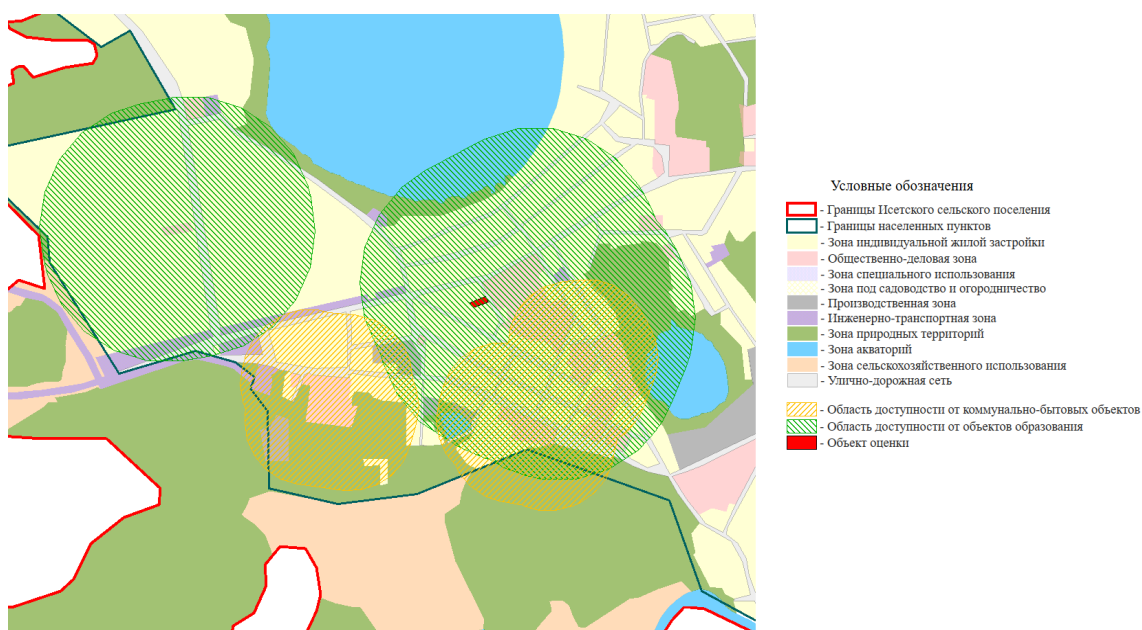 Условные обозначения
- Границы Исетского сельского поселения
- Границы населенных пунктов
- Зона индивидуальной жилой застройки
- Общественно-деловая зона
- Зона специального использования
- Зона под садоводство и огородничество
- Производственная зона
- Инженерно-транспортная зона
- Зона природных территорий
- Зона акваторий
- Зона сельскохозяйственного использования
- Улично-дорожная сеть
- Область доступности от коммунально-бытовых объектов
- Область доступности от объектов образования
- Объект оценки